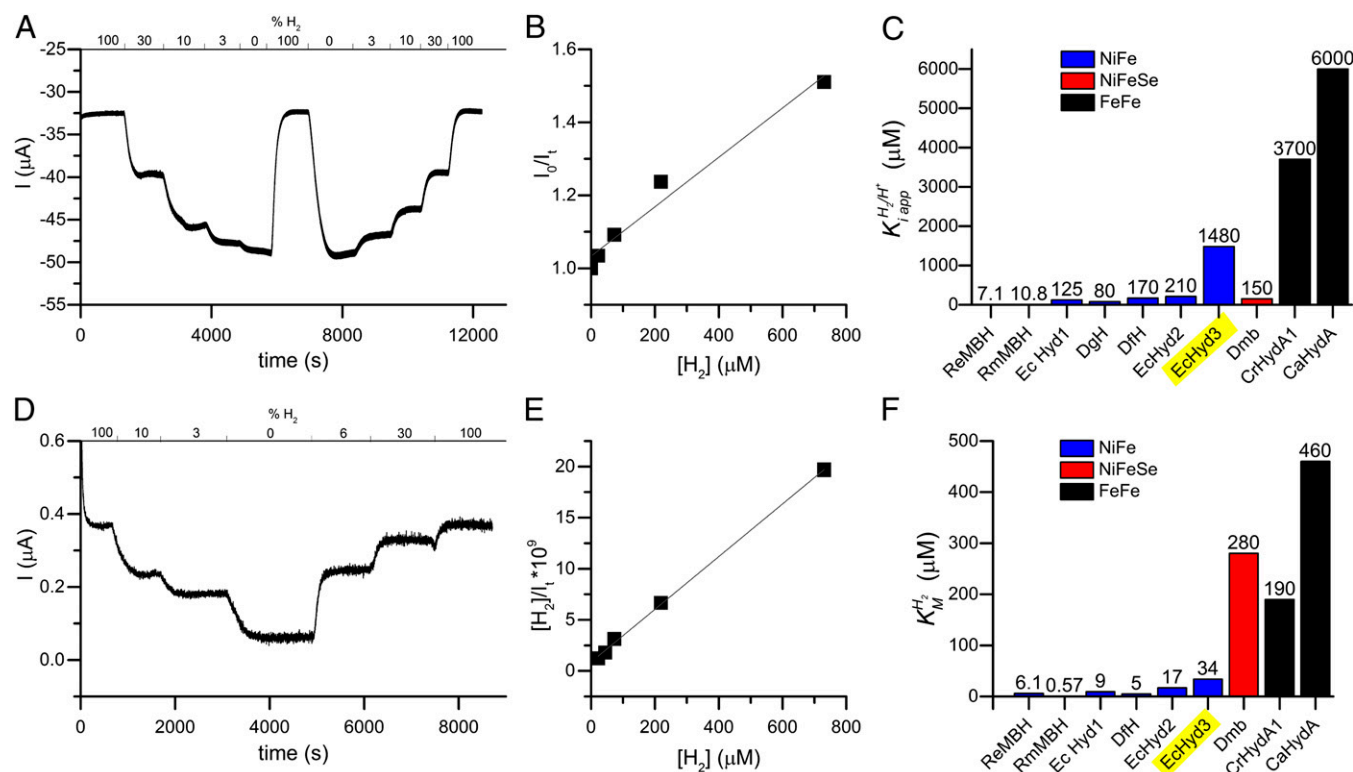 A
% H2
100 30 10 3 0 100 0 3 10 30 100
-25
-30
-35
-40
-45
-50
-55
I (μA)
0 4000 8000 12000
time (s)
B
1.6
1.4
1.2
1.0
I0/It
0 200 400 600 800
[H2] (μM)
C
NiFe
NiFeSe
FeFe
6000
5000
4000
3000
2000
1000
0
K i app H2/H+ (μM)
7.1 10.8 125 80 170 210 1480 150 3700 6000
ReMBH RmMBH Ec Hyd1 DgH DfH EcHyd2 EcHyd3 Dmb CrHydA1 CaHydA
D
% H2
100 10 3 0 6 30 100
0.6
0.4
0.2
0.0
I (μA)
0 2000 4000 6000 8000
time (s)
E
20
15
10
5
0
[H2]/It*10^9
0 200 400 600 800
[H2] (μM)
F
NiFe
NiFeSe
FeFe
500
400
300
200
100
0
K M H2 (μM)
6.1 0.57 9 5 17 34 280 190 460
ReMBH RmMBH Ec Hyd1 DfH EcHyd2 EcHyd3 Dmb CrHydA1 CaHydA